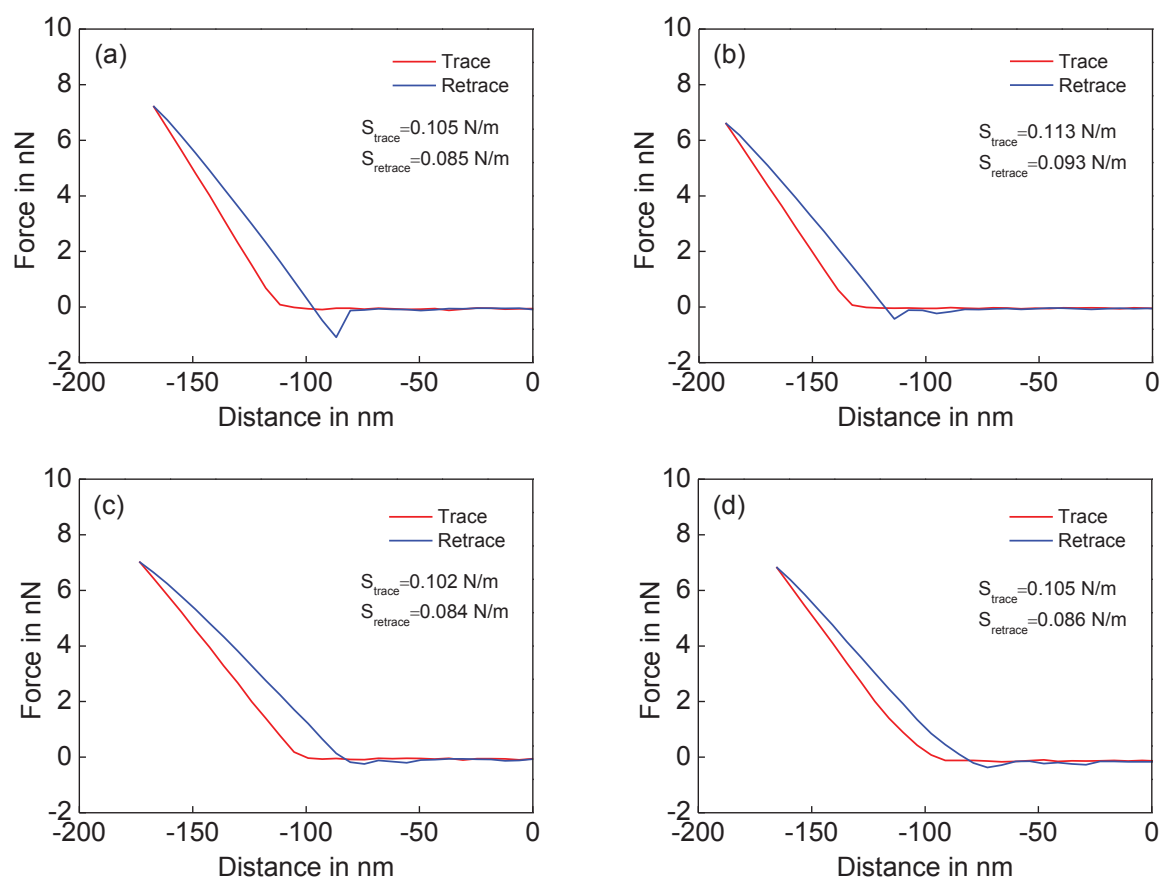 (a)
Trace
Retrace
S_trace=0.105 N/m
S_retrace=0.085 N/m
10
8
6
4
2
0
-2
Force in nN
-200 -150 -100 -50 0
Distance in nm
(b)
Trace
Retrace
S_trace=0.113 N/m
S_retrace=0.093 N/m
10
8
6
4
2
0
-2
Force in nN
-200 -150 -100 -50 0
Distance in nm
(c)
Trace
Retrace
S_trace=0.102 N/m
S_retrace=0.084 N/m
10
8
6
4
2
0
-2
Force in nN
-200 -150 -100 -50 0
Distance in nm
(d)
Trace
Retrace
S_trace=0.105 N/m
S_retrace=0.086 N/m
10
8
6
4
2
0
-2
Force in nN
-200 -150 -100 -50 0
Distance in nm